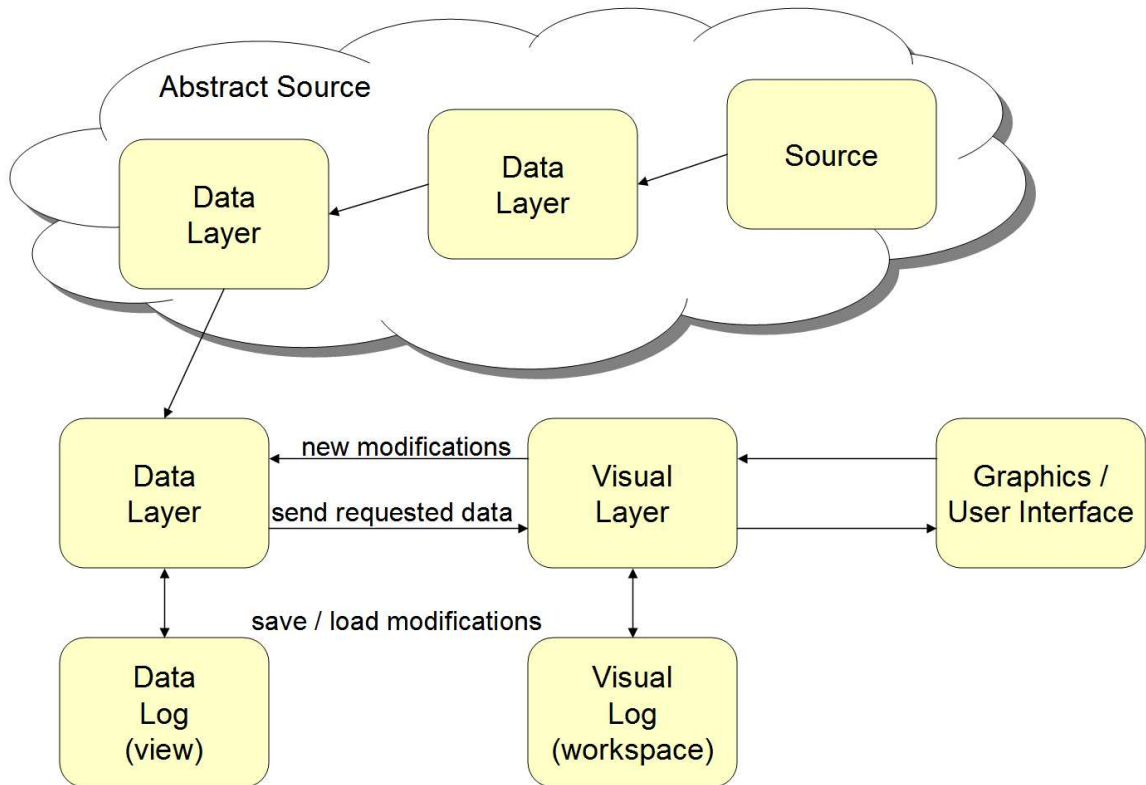 Abstract Source
Source
Data
Layer
Data
Layer
Data
Layer
new modifications
send requested data
Visual
Layer
Graphics /
User Interface
save / load modifications
Data
Log
(view)
Visual
Log
(workspace)